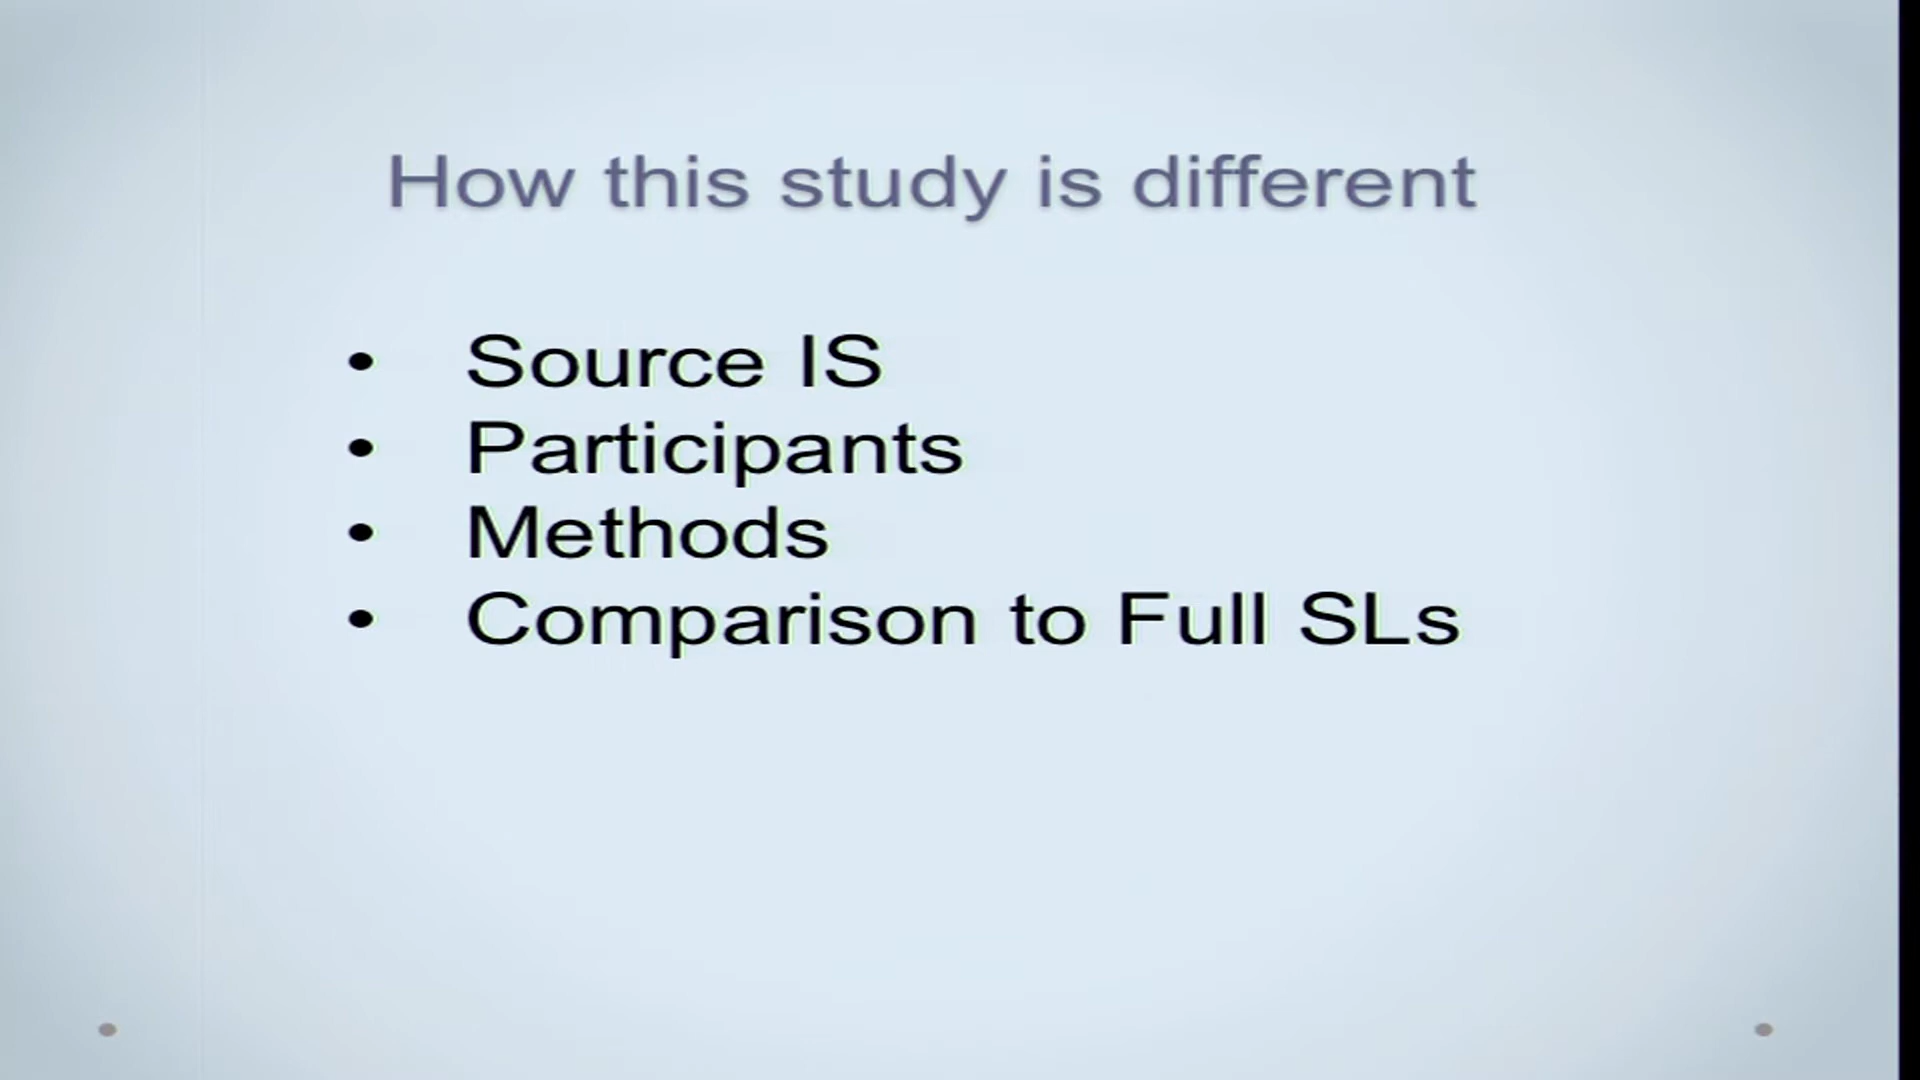 How this study is different
• Source IS
• Participants
• Methods
• Comparison to Full SLs